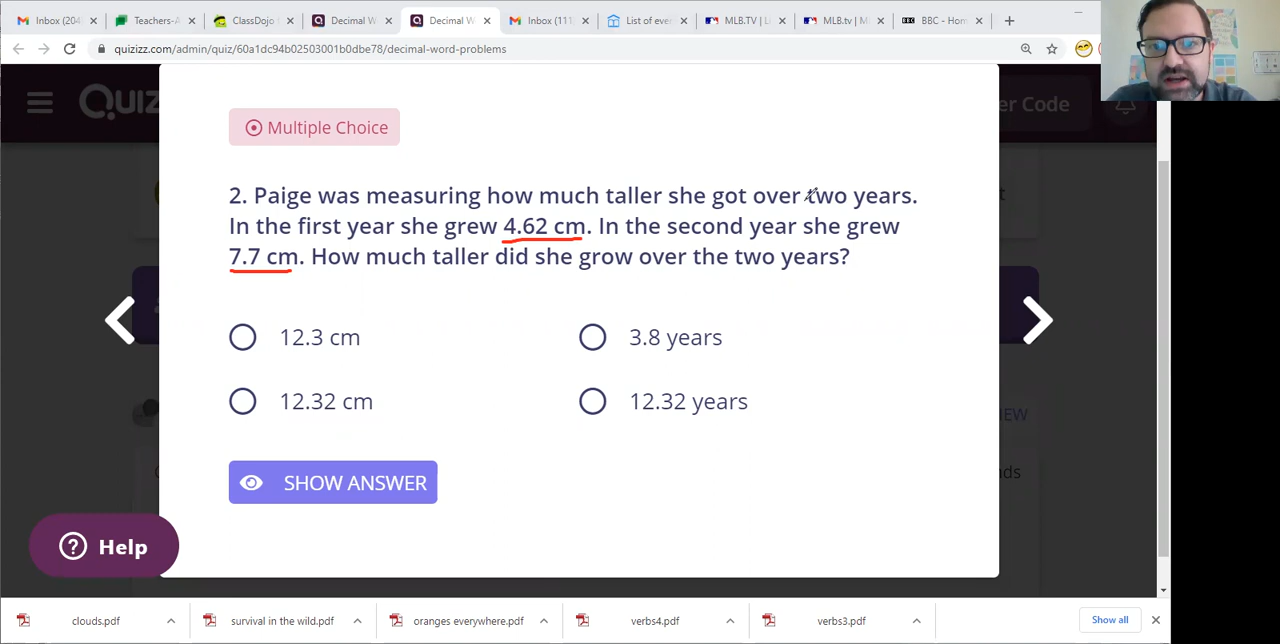 Inbox (204
Teachers-A
ClassDojo
Decimal W
Decimal W
Inbox (111
List of ever
MLB.TV | L
MLB.tv | M
BBC - Hom
quizizz.com/admin/quiz/60a1dc94b02503001b0dbe78/decimal-word-problems
Quizz
er Code
Multiple Choice
2. Paige was measuring how much taller she got over two years.
In the first year she grew 4.62 cm. In the second year she grew
7.7 cm. How much taller did she grow over the two years?
12.3 cm
3.8 years
12.32 cm
12.32 years
SHOW ANSWER
Help
clouds.pdf
survival in the wild.pdf
oranges everywhere.pdf
verbs4.pdf
verbs3.pdf
Show all